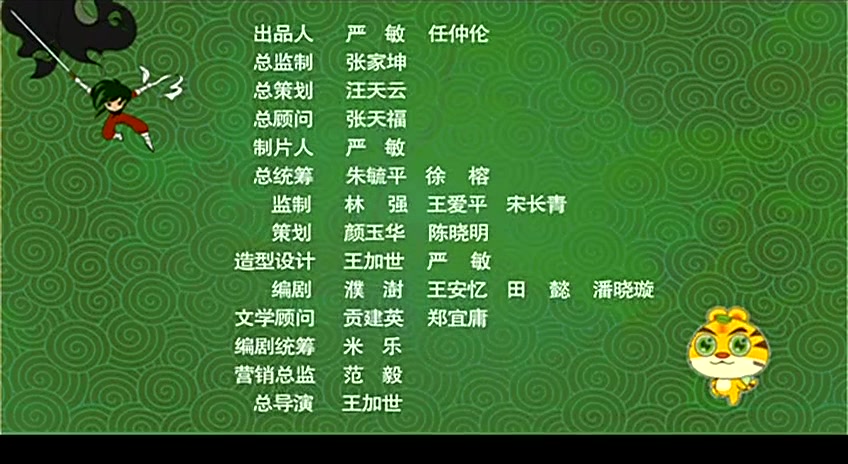 出品人 严 敏 任仲伦
总监制 张家坤
总策划 汪天云
总顾问 张天福
制片人 严 敏
总统筹 朱毓平 徐 榕
监制 林 强 王爱平 宋长青
策划 颜玉华 陈晓明
造型设计 王加世 严 敏
编剧 濮 澍 王安忆 田 懿 潘晓璇
文学顾问 贡建英 郑宜庸
编剧统筹 米 乐
营销总监 范 毅
总导演 王加世